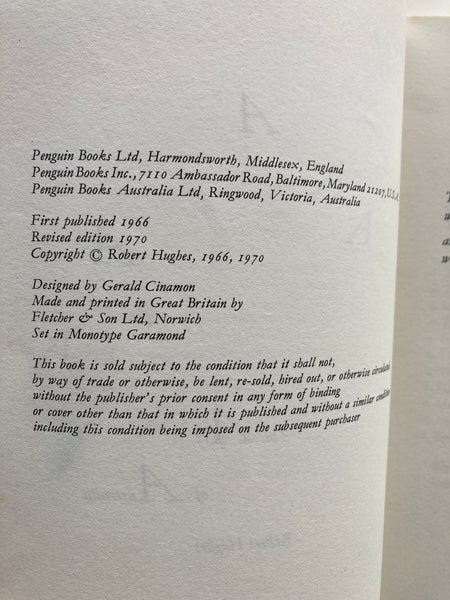 Penguin Books Ltd, Harmondsworth, Middlesex, England
Penguin Books Inc., 7110 Ambassador Road, Baltimore, Maryland 21207, U.S.A.
Penguin Books Australia Ltd, Ringwood, Victoria, Australia
First published 1966
Revised edition 1970
Copyright © Robert Hughes, 1966, 1970
Designed by Gerald Cinamon
Made and printed in Great Britain by
Fletcher & Son Ltd, Norwich
Set in Monotype Garamond
This book is sold subject to the condition that it shall not,
by way of trade or otherwise, be lent, re-sold, hired out, or otherwise circulated
without the publisher's prior consent in any form of binding
or cover other than that in which it is published and without a similar condition
including this condition being imposed on the subsequent purchaser